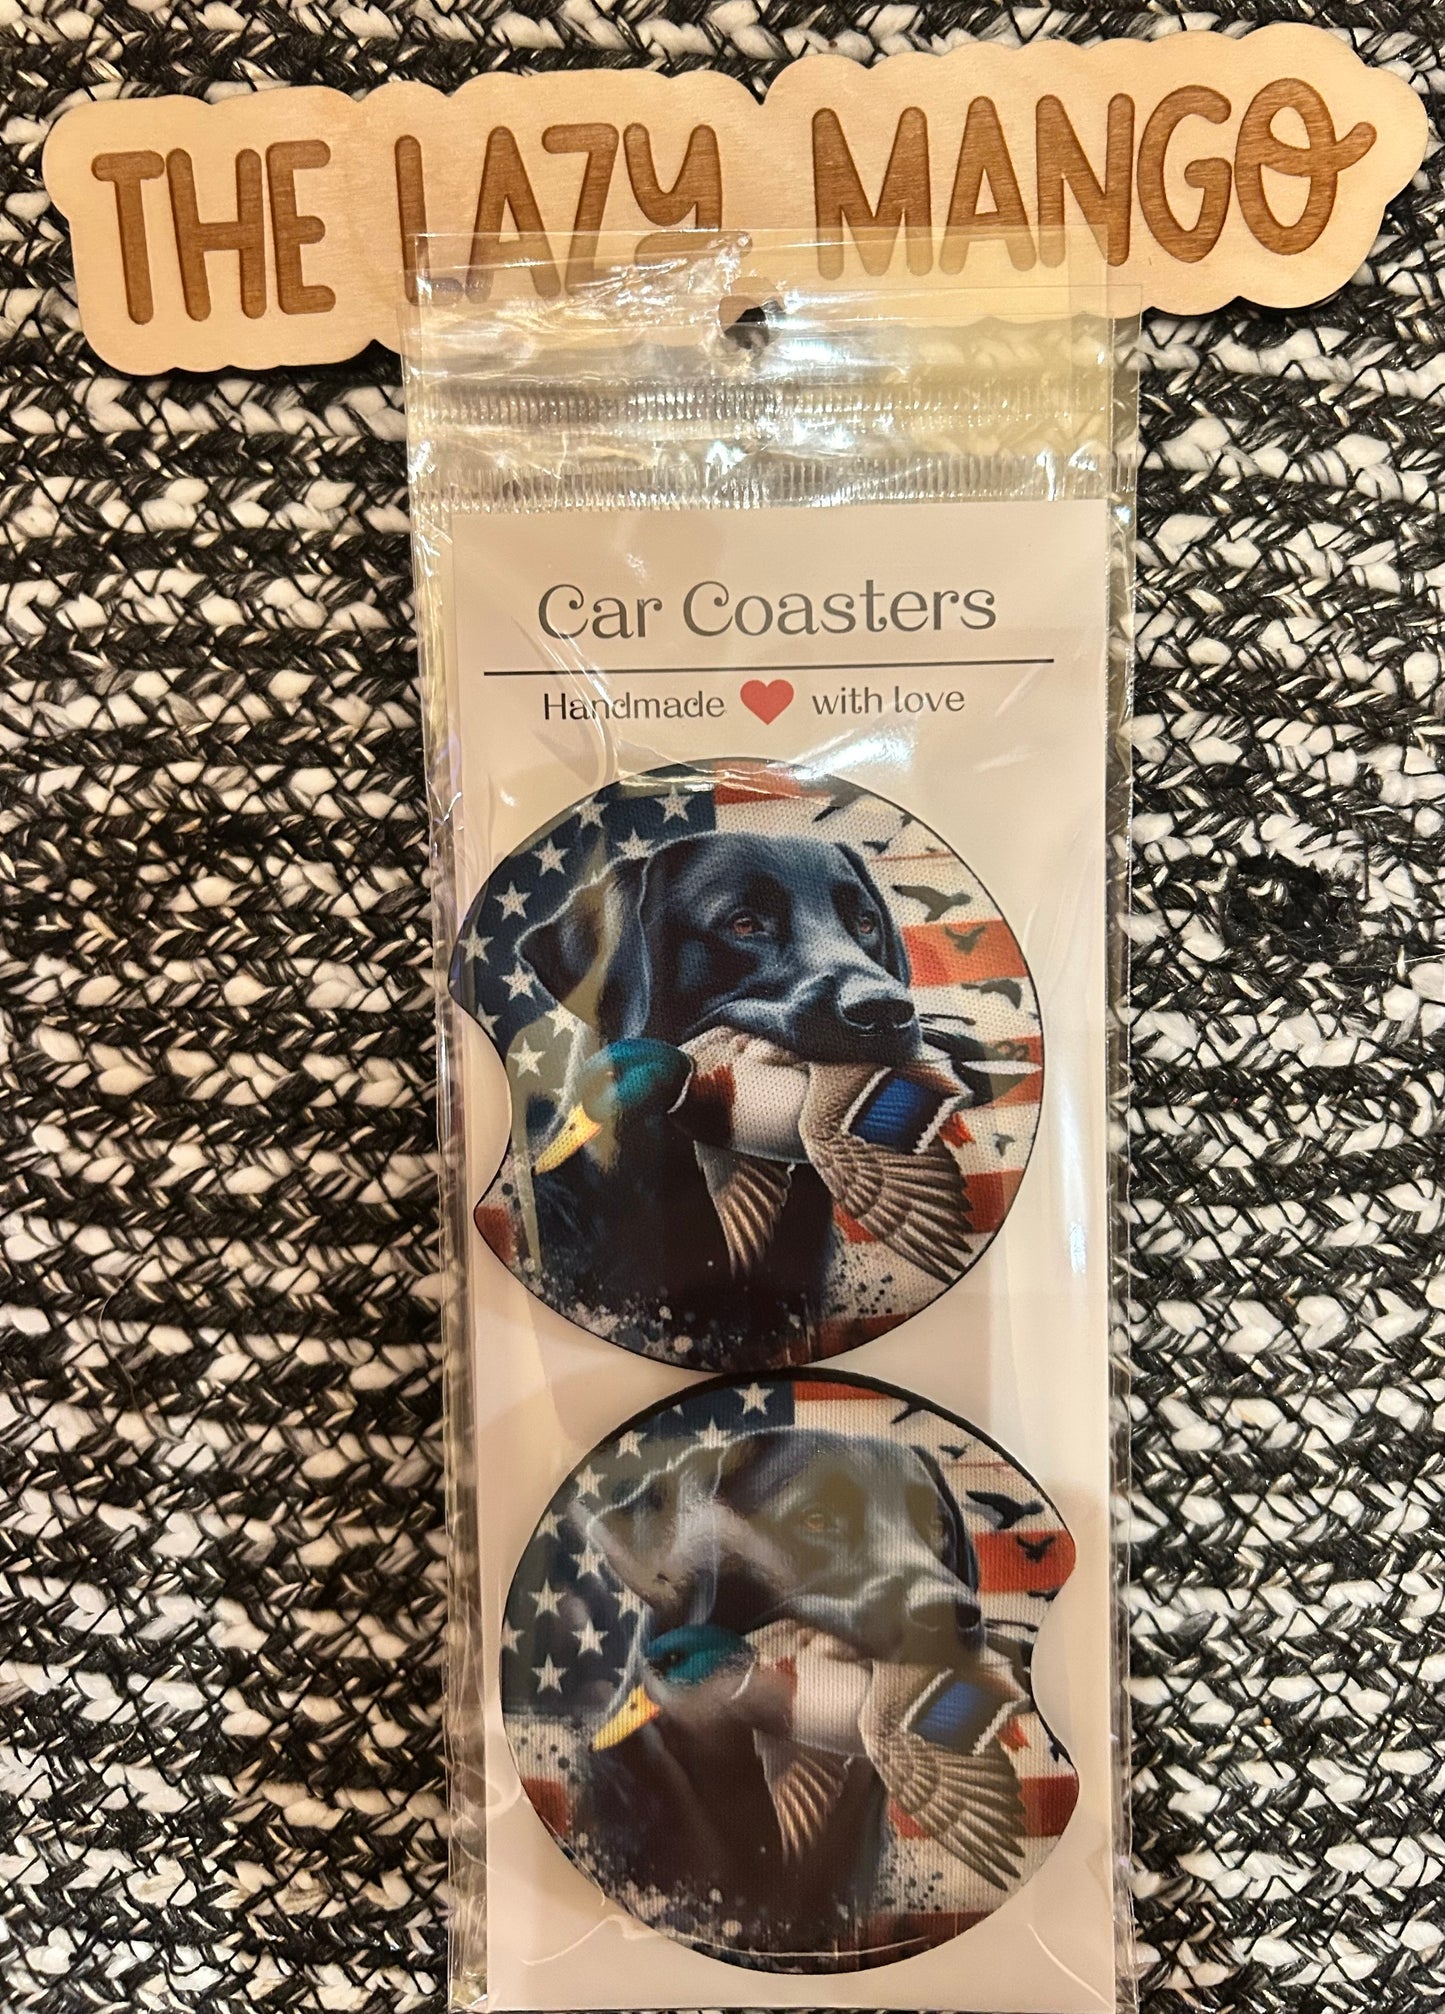 THE LAZY MANGO
Car Coasters
Handmade with love